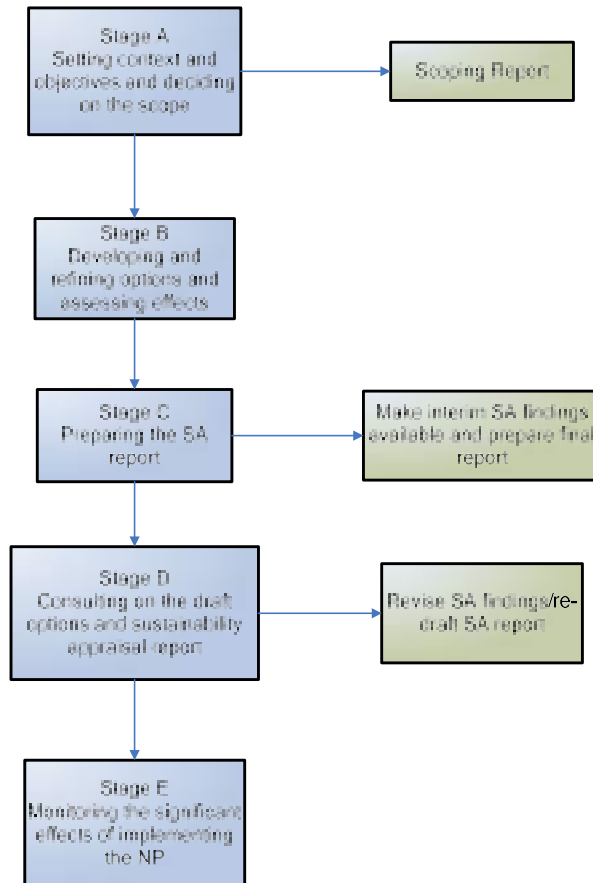 Stage A
Setting context and
objectives and deciding
on the scope
Scoping Report
Stage B
Developing and
refining options and
assessing effects
Stage C
Preparing the SA
report
Make interim SA findings
available and prepare final
report
Stage D
Consulting on the draft
options and sustainability
appraisal report
Revise SA findings/re-
draft SA report
Stage E
Monitoring the significant
effects of implementing
the NP